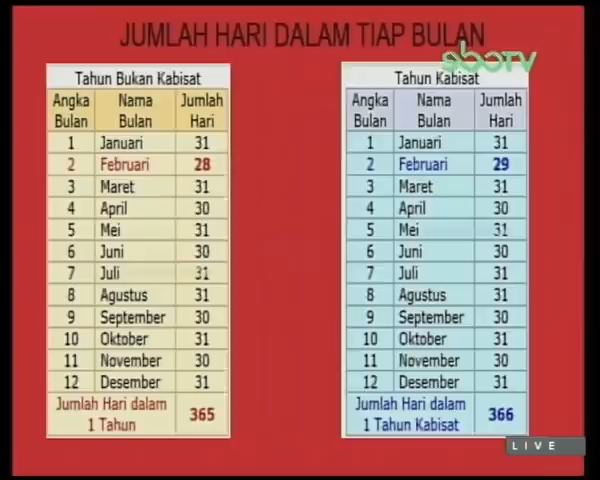 JUMLAH HARI DALAM TIAP BULAN
sbotv
Tahun Bukan Kabisat
Angka Bulan Nama Bulan Jumlah Hari
1 Januari 31
2 Februari 28
3 Maret 31
4 April 30
5 Mei 31
6 Juni 30
7 Juli 31
8 Agustus 31
9 September 30
10 Oktober 31
11 November 30
12 Desember 31
Jumlah Hari dalam 365
1 Tahun
Tahun Kabisat
Angka Bulan Nama Bulan Jumlah Hari
1 Januari 31
2 Februari 29
3 Maret 31
4 April 30
5 Mei 31
6 Juni 30
7 Juli 31
8 Agustus 31
9 September 30
10 Oktober 31
11 November 30
12 Desember 31
Jumlah Hari dalam 366
1 Tahun Kabisat
LIVE